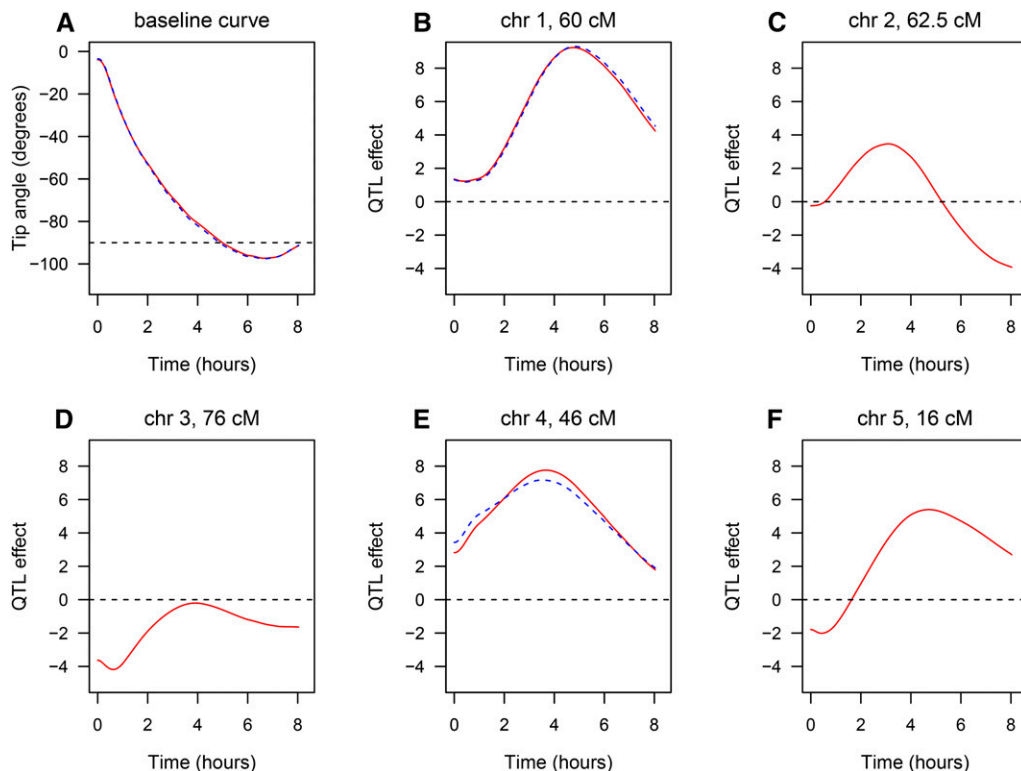 A baseline curve
Tip angle (degrees)
0
−20
−40
−60
−80
−100
0 2 4 6 8
Time (hours)
B chr 1, 60 cM
QTL effect
8
6
4
2
0
−2
−4
0 2 4 6 8
Time (hours)
C chr 2, 62.5 cM
QTL effect
8
6
4
2
0
−2
−4
0 2 4 6 8
Time (hours)
D chr 3, 76 cM
QTL effect
8
6
4
2
0
−2
−4
0 2 4 6 8
Time (hours)
E chr 4, 46 cM
QTL effect
8
6
4
2
0
−2
−4
0 2 4 6 8
Time (hours)
F chr 5, 16 cM
QTL effect
8
6
4
2
0
−2
−4
0 2 4 6 8
Time (hours)